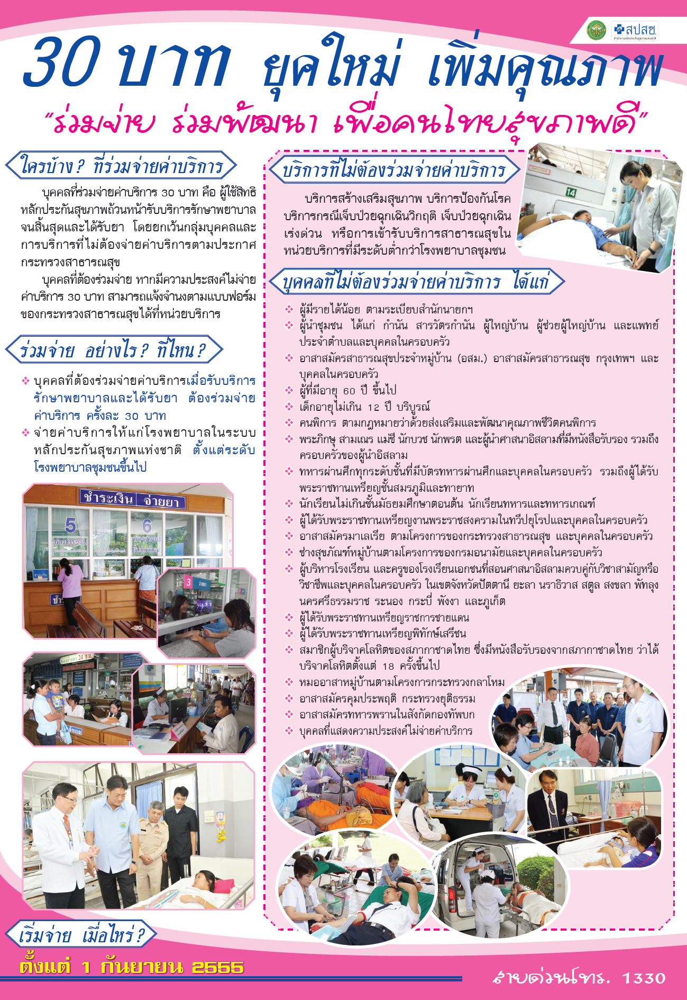 สปสช.
สำนักงานหลักประกันสุขภาพแห่งชาติ
30 บาท ยุคใหม่ เพิ่มคุณภาพ
“ร่วมจ่าย ร่วมพัฒนา เพื่อคนไทยสุขภาพดี”
ใครบ้าง? ที่ร่วมจ่ายค่าบริการ
บุคคลที่ร่วมจ่ายค่าบริการ 30 บาท คือ ผู้ใช้สิทธิ
หลักประกันสุขภาพถ้วนหน้ารับบริการรักษาพยาบาล
จนสิ้นสุดและได้รับยา โดยยกเว้นกลุ่มบุคคลและ
การบริการที่ไม่ต้องจ่ายค่าบริการตามประกาศ
กระทรวงสาธารณสุข
บุคคลที่ต้องร่วมจ่าย หากมีความประสงค์ไม่จ่าย
ค่าบริการ 30 บาท สามารถแจ้งจำนงตามแบบฟอร์ม
ของกระทรวงสาธารณสุขได้ที่หน่วยบริการ
ร่วมจ่าย อย่างไร? ที่ไหน?
บุคคลที่ต้องร่วมจ่ายค่าบริการเมื่อรับบริการ
รักษาพยาบาลและได้รับยา ต้องร่วมจ่าย
ค่าบริการ ครั้งละ 30 บาท
จ่ายค่าบริการให้แก่โรงพยาบาลในระบบ
หลักประกันสุขภาพแห่งชาติ ตั้งแต่ระดับ
โรงพยาบาลชุมชนขึ้นไป
ชำระเงิน จ่ายยา
5
ห้องชำระเงิน
6
ห้องจ่ายยา
3 จ่ายยา
ห้องจ่ายยา 24 ชม.
เริ่มจ่าย เมื่อไหร่?
ตั้งแต่ 1 กันยายน 2555
บริการที่ไม่ต้องร่วมจ่ายค่าบริการ
บริการสร้างเสริมสุขภาพ บริการป้องกันโรค
บริการกรณีเจ็บป่วยฉุกเฉินวิกฤติ เจ็บป่วยฉุกเฉิน
เร่งด่วน หรือการเข้ารับบริการสาธารณสุขใน
หน่วยบริการที่มีระดับต่ำกว่าโรงพยาบาลชุมชน
14
บุคคลที่ไม่ต้องร่วมจ่ายค่าบริการ ได้แก่
ผู้มีรายได้น้อย ตามระเบียบสำนักนายกฯ
ผู้นำชุมชน ได้แก่ กำนัน สารวัตรกำนัน ผู้ใหญ่บ้าน ผู้ช่วยผู้ใหญ่บ้าน และแพทย์
ประจำตำบลและบุคคลในครอบครัว
อาสาสมัครสาธารณสุขประจำหมู่บ้าน (อสม.) อาสาสมัครสาธารณสุข กรุงเทพฯ และ
บุคคลในครอบครัว
ผู้ที่มีอายุ 60 ปี ขึ้นไป
เด็กอายุไม่เกิน 12 ปี บริบูรณ์
คนพิการ ตามกฎหมายว่าด้วยส่งเสริมและพัฒนาคุณภาพชีวิตคนพิการ
พระภิกษุ สามเณร แม่ชี นักบวช นักพรต และผู้นำศาสนาอิสลามที่มีหนังสือรับรอง รวมถึง
ครอบครัวของผู้นำอิสลาม
ทหารผ่านศึกทุกระดับชั้นที่มีบัตรทหารผ่านศึกและบุคคลในครอบครัว รวมถึงผู้ได้รับ
พระราชทานเหรียญชั้นสมรภูมิและทายาท
นักเรียนไม่เกินชั้นมัธยมศึกษาตอนต้น นักเรียนทหารและทหารเกณฑ์
ผู้ได้รับพระราชทานเหรียญงานพระราชสงครามในทวีปยุโรปและบุคคลในครอบครัว
อาสาสมัครมาเลเรีย ตามโครงการของกระทรวงสาธารณสุข และบุคคลในครอบครัว
ช่างสุขภัณฑ์หมู่บ้านตามโครงการของกรมอนามัยและบุคคลในครอบครัว
ผู้บริหารโรงเรียน และครูของโรงเรียนเอกชนที่สอนศาสนาอิสลามควบคู่กับวิชาสามัญหรือ
วิชาชีพและบุคคลในครอบครัว ในเขตจังหวัดปัตตานี ยะลา นราธิวาส สตูล สงขลา พัทลุง
นครศรีธรรมราช ระนอง กระบี่ พังงา และภูเก็ต
ผู้ได้รับพระราชทานเหรียญราชการชายแดน
ผู้ได้รับพระราชทานเหรียญพิทักษ์เสรีชน
สมาชิกผู้บริจาคโลหิตของสภากาชาดไทย ซึ่งมีหนังสือรับรองจากสภากาชาดไทย ว่าได้
บริจาคโลหิตตั้งแต่ 18 ครั้งขึ้นไป
หมออาสาหมู่บ้านตามโครงการกระทรวงกลาโหม
อาสาสมัครคุมประพฤติ กระทรวงยุติธรรม
อาสาสมัครทหารพรานในสังกัดกองทัพบก
บุคคลที่แสดงความประสงค์ไม่จ่ายค่าบริการ
สายด่วนโทร. 1330